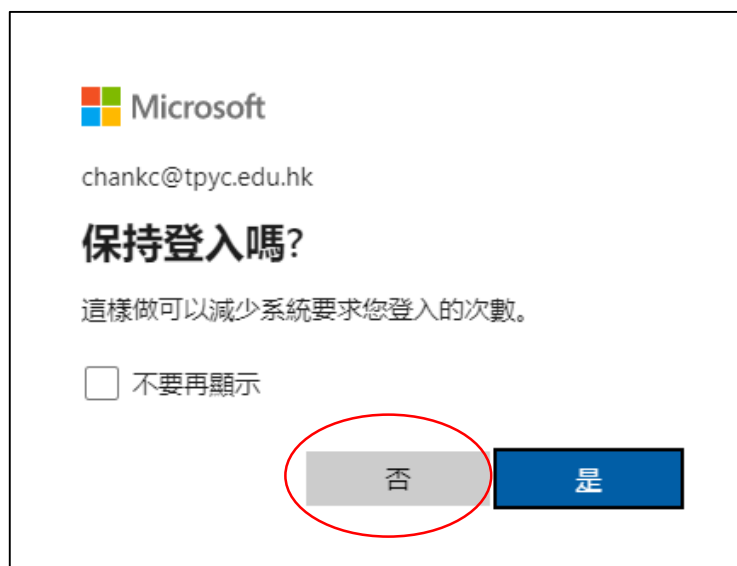 Microsoft
chankc@tpyc.edu.hk
保持登入嗎?
這樣做可以減少系統要求您登入的次數。
不要再顯示
否 是